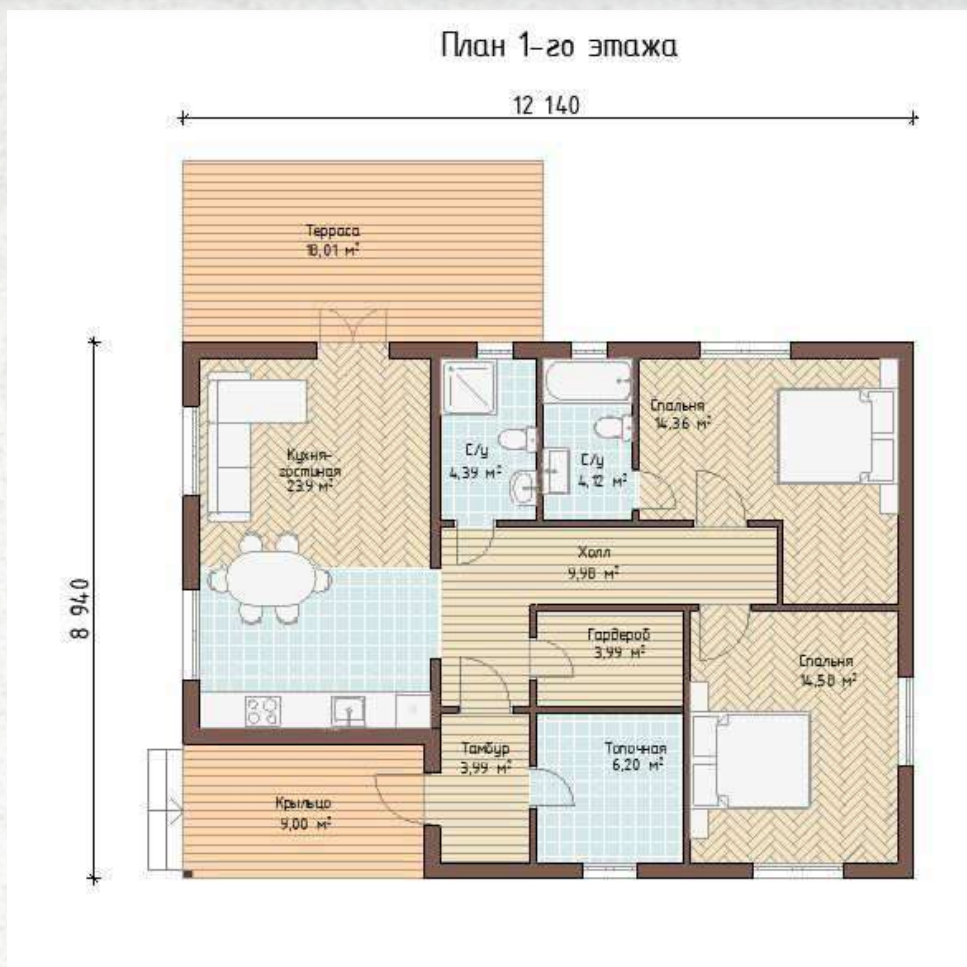 План 1-го этажа
12 140
Терраса
18,01 м²
Спальня
14,36 м²
Кухня-
гостиная
23.9 м²
С/у
4,39 м²
С/у
4,12 м²
Холл
9,98 м²
8 940
Гардероб
3,99 м²
Спальня
14,58 м²
Тамбур
3,99 м²
Топочная
6,20 м²
Крыльцо
9,00 м²